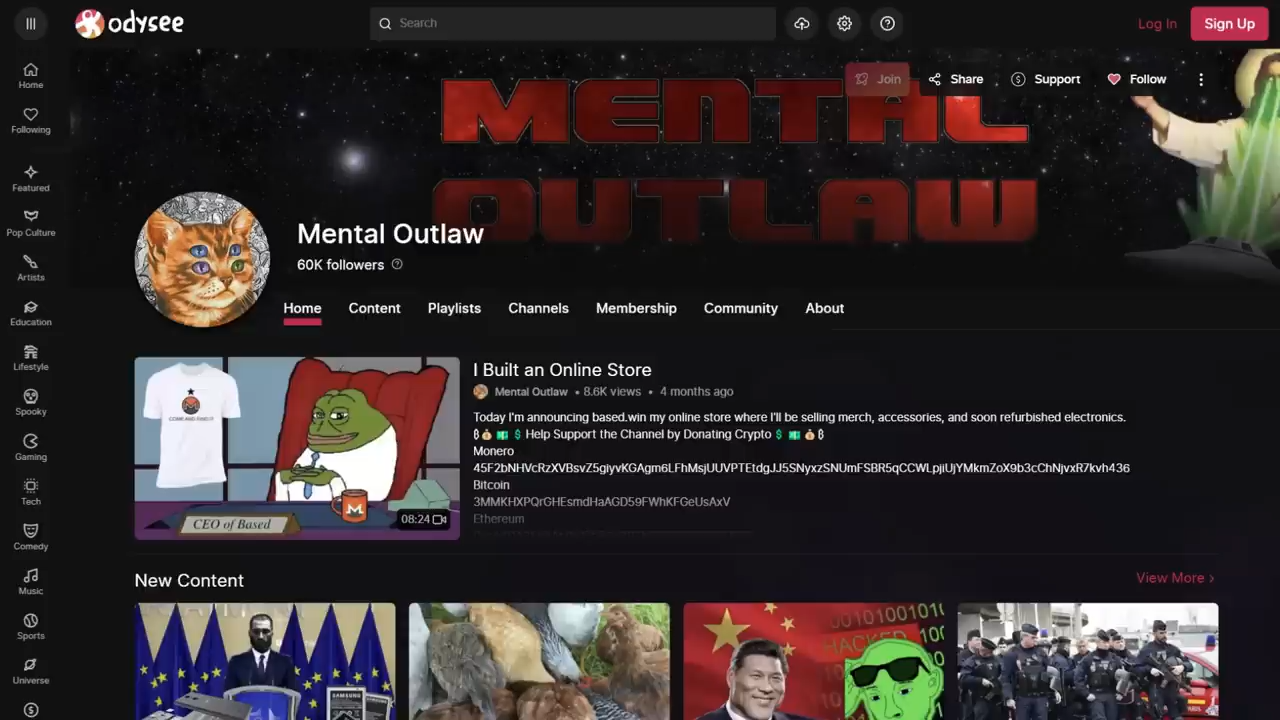 odysee
Search
Log In
Sign Up
Home
Following
Featured
Pop Culture
Artists
Education
Lifestyle
Spooky
Gaming
Tech
Comedy
Music
Sports
Universe
MENTAL
OUTLAW
Join
Share
Support
Follow
Mental Outlaw
60K followers
Home
Content
Playlists
Channels
Membership
Community
About
COME AND FIND IT
CEO of Based
08:24
I Built an Online Store
Mental Outlaw • 8.6K views • 4 months ago
Today I'm announcing based.win my online store where I'll be selling merch, accessories, and soon refurbished electronics.
₿💰 💵 💲 Help Support the Channel by Donating Crypto 💲 💵 💰₿
Monero
45F2bNHVcRzXVBsvZ5giyvKGAgm6LFhMsjUUVPTEtdgJJ5SNyxzSNUmFSBR5qCCWLpjiUjYMkmZoX9b3cChNjvxR7kvh436
Bitcoin
3MMKHXPQrGHEsmdHaAGD59FWhKFGeUsAxV
Ethereum
New Content
View More
SAMSUNG
HACKED